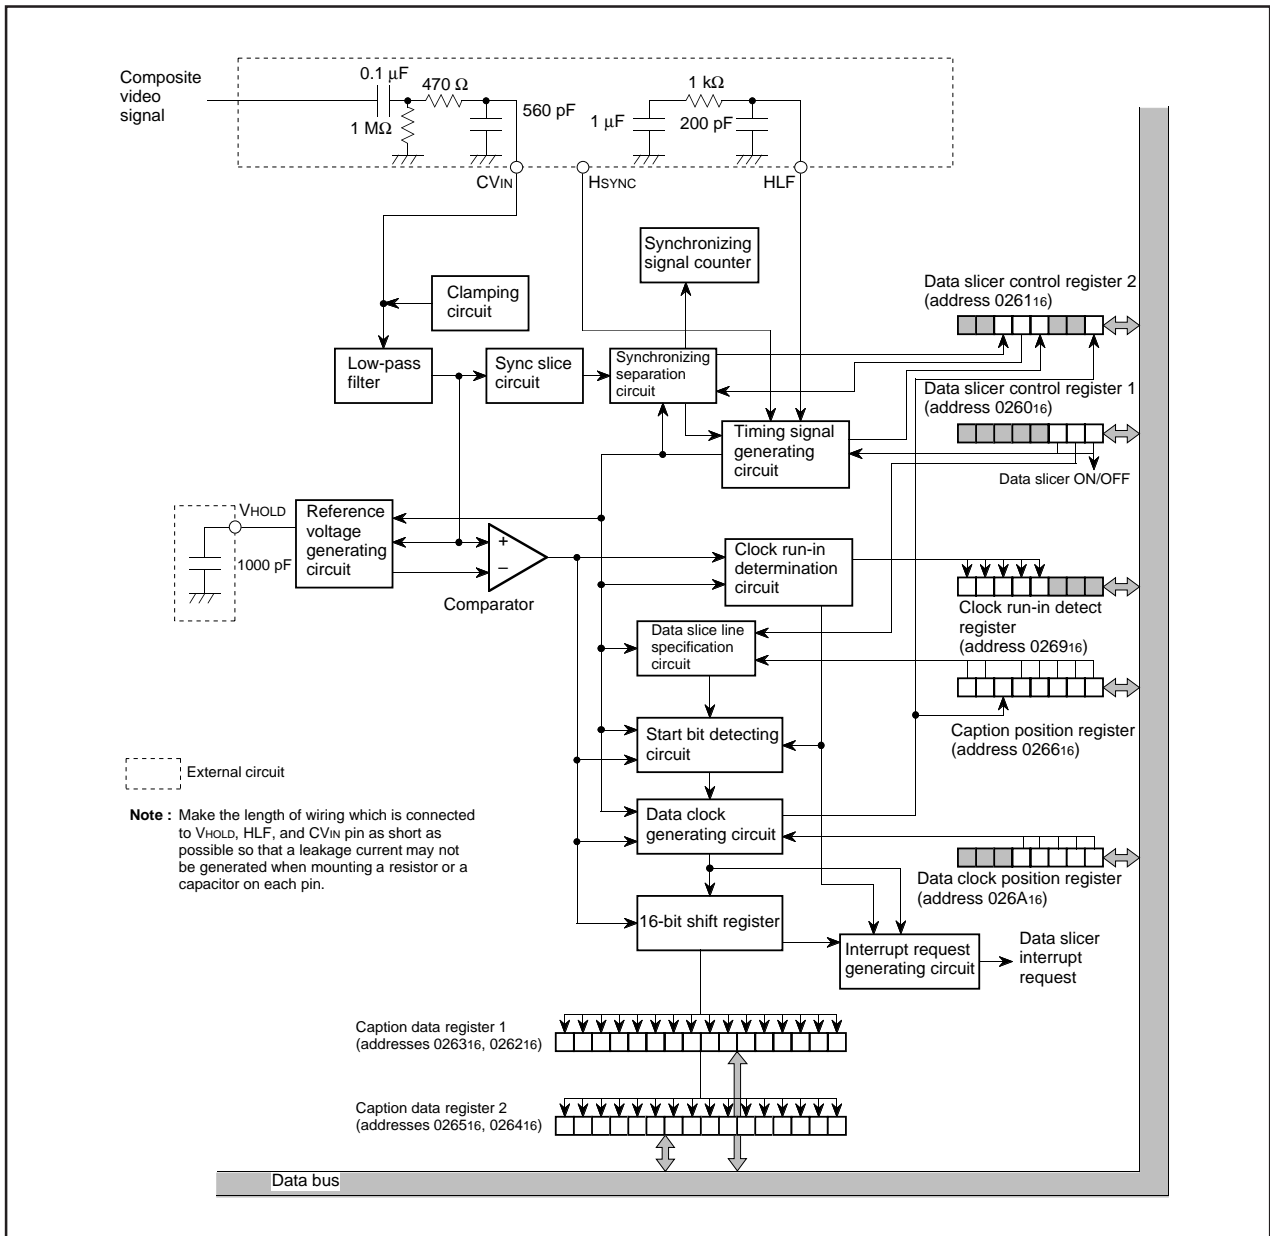 Composite
video
signal
0.1 µF
470 Ω
1 MΩ
560 pF
1 µF
1 kΩ
200 pF
CVIN
HSYNC
HLF
Synchronizing
signal counter
Clamping
circuit
Low-pass
filter
Sync slice
circuit
Synchronizing
separation
circuit
Timing signal
generating
circuit
Data slicer control register 2
(address 026116)
Data slicer control register 1
(address 026016)
Data slicer ON/OFF
VHOLD
1000 pF
Reference
voltage
generating
circuit
+
–
Comparator
Clock run-in
determination
circuit
Clock run-in detect
register
(address 026916)
Data slice line
specification
circuit
Caption position register
(address 026616)
Start bit detecting
circuit
External circuit
Note : Make the length of wiring which is connected
to VHOLD, HLF, and CVIN pin as short as
possible so that a leakage current may not
be generated when mounting a resistor or a
capacitor on each pin.
Data clock
generating circuit
Data clock position register
(address 026A16)
16-bit shift register
Interrupt request
generating circuit
Data slicer
interrupt
request
Caption data register 1
(addresses 026316, 026216)
Caption data register 2
(addresses 026516, 026416)
Data bus